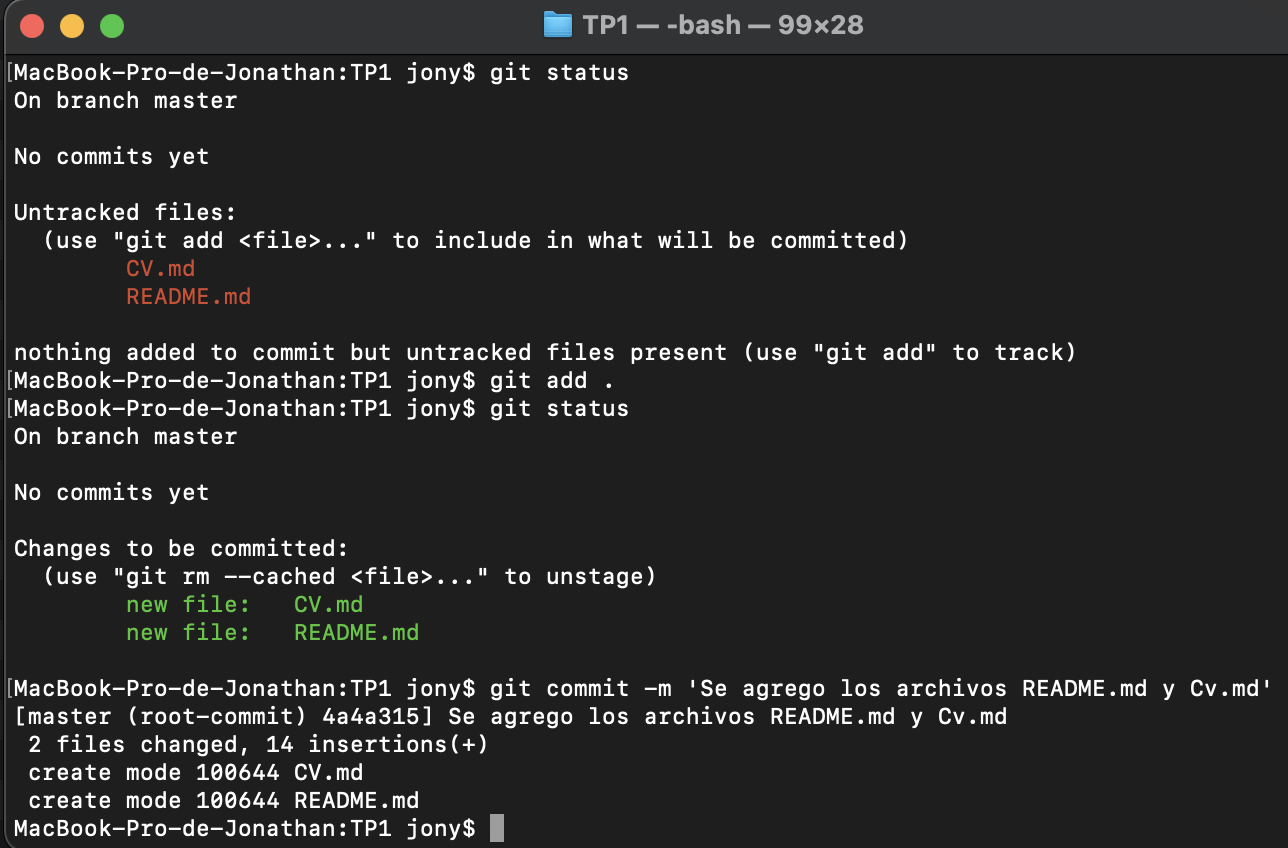 TP1 — -bash — 99×28
[MacBook-Pro-de-Jonathan:TP1 jony$ git status
On branch master
No commits yet
Untracked files:
  (use "git add <file>..." to include in what will be committed)
        CV.md
        README.md
nothing added to commit but untracked files present (use "git add" to track)
[MacBook-Pro-de-Jonathan:TP1 jony$ git add .
[MacBook-Pro-de-Jonathan:TP1 jony$ git status
On branch master
No commits yet
Changes to be committed:
  (use "git rm --cached <file>..." to unstage)
        new file:   CV.md
        new file:   README.md
[MacBook-Pro-de-Jonathan:TP1 jony$ git commit -m 'Se agrego los archivos README.md y Cv.md'
[master (root-commit) 4a4a315] Se agrego los archivos README.md y Cv.md
 2 files changed, 14 insertions(+)
 create mode 100644 CV.md
 create mode 100644 README.md
MacBook-Pro-de-Jonathan:TP1 jony$